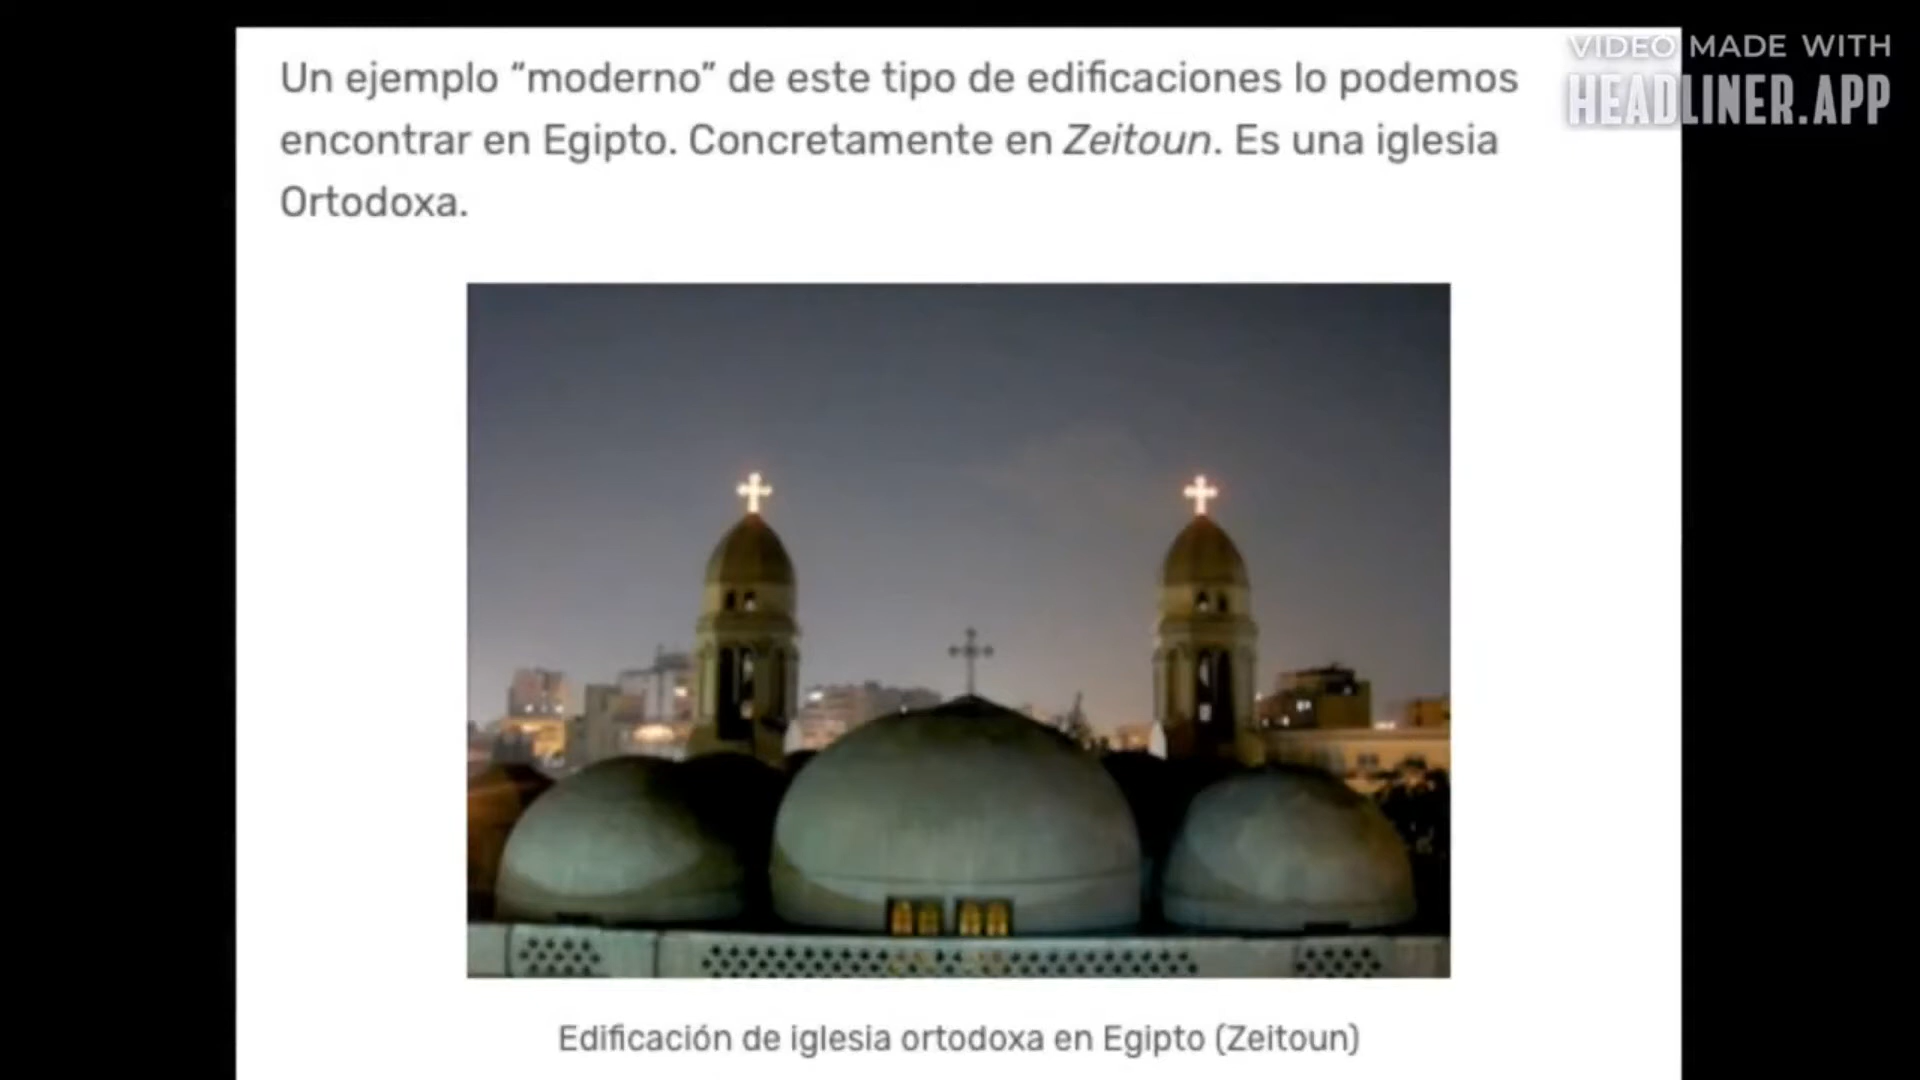 VIDEO MADE WITH
HEADLINER.APP
Un ejemplo “moderno” de este tipo de edificaciones lo podemos
encontrar en Egipto. Concretamente en Zeitoun. Es una iglesia
Ortodoxa.
Edificación de iglesia ortodoxa en Egipto (Zeitoun)